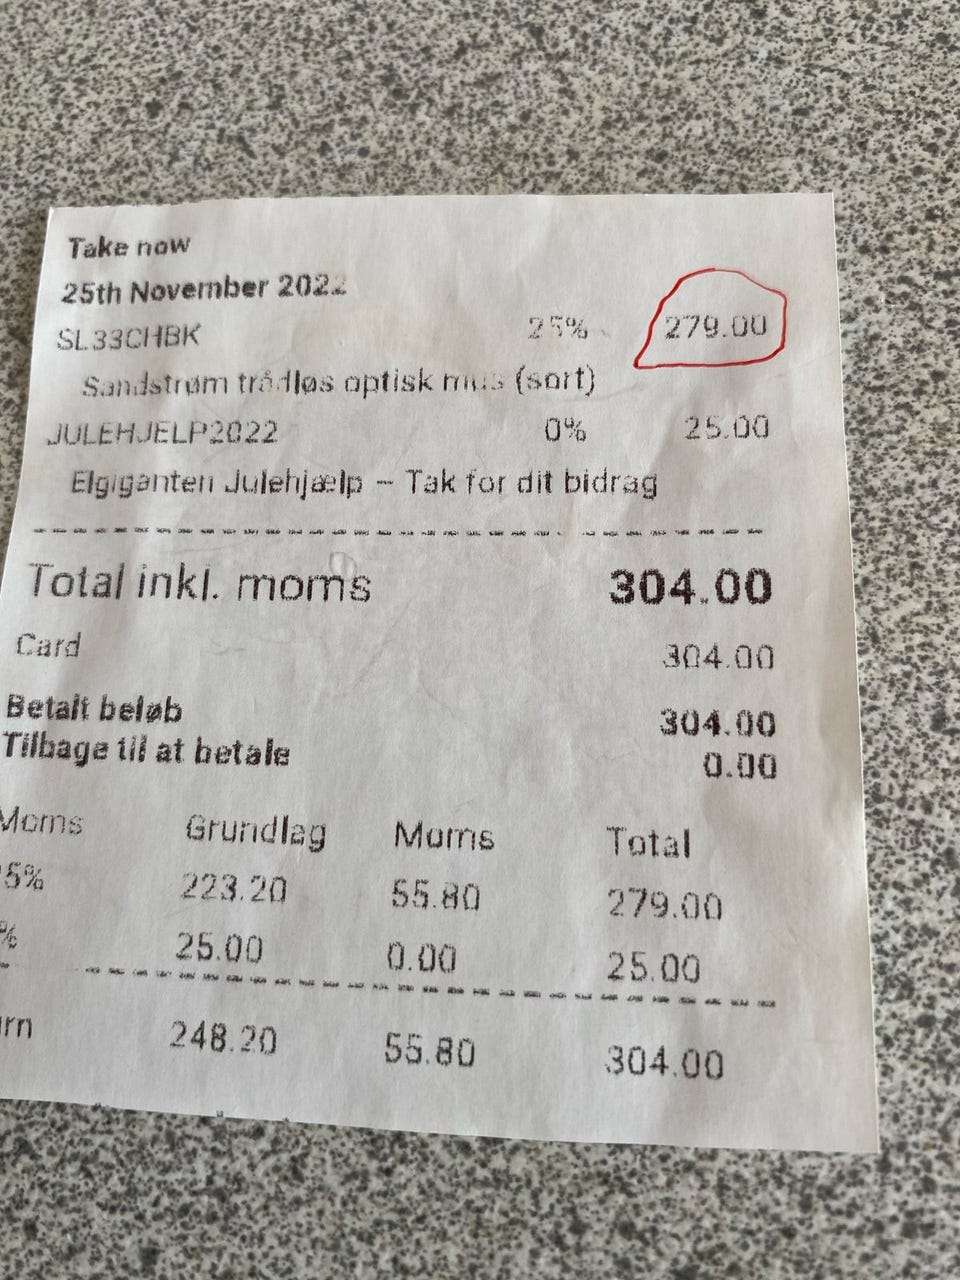 Take now
25th November 2022
SL33CHBK 25% 279.00
Sandstrøm trådløs optisk mus (sort)
JULEHJELP2022 0% 25.00
Elgiganten Julehjælp - Tak for dit bidrag
Total inkl. moms 304.00
Card 304.00
Betalt beløb 304.00
Tilbage til at betale 0.00
Moms Grundlag Moms Total
5% 223.20 55.80 279.00
% 25.00 0.00 25.00
rn 248.20 55.80 304.00